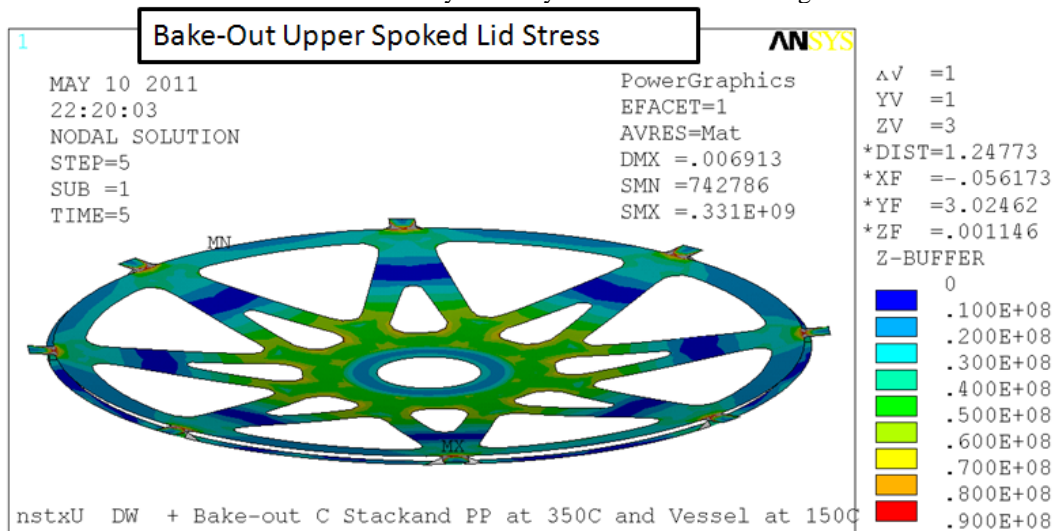 Bake-Out Upper Spoked Lid Stress
1
ANSYS
MAY 10 2011
22:20:03
NODAL SOLUTION
STEP=5
SUB =1
TIME=5
PowerGraphics
EFACET=1
AVRES=Mat
DMX =.006913
SMN =742786
SMX =.331E+09
XV =1
YV =1
ZV =3
*DIST=1.24773
*XF =-.056173
*YF =3.02462
*ZF =.001146
Z-BUFFER
0
.100E+08
.200E+08
.300E+08
.400E+08
.500E+08
.600E+08
.700E+08
.800E+08
.900E+08
MN
MX
nstxU DW + Bake-out C Stackand PP at 350C and Vessel at 150C